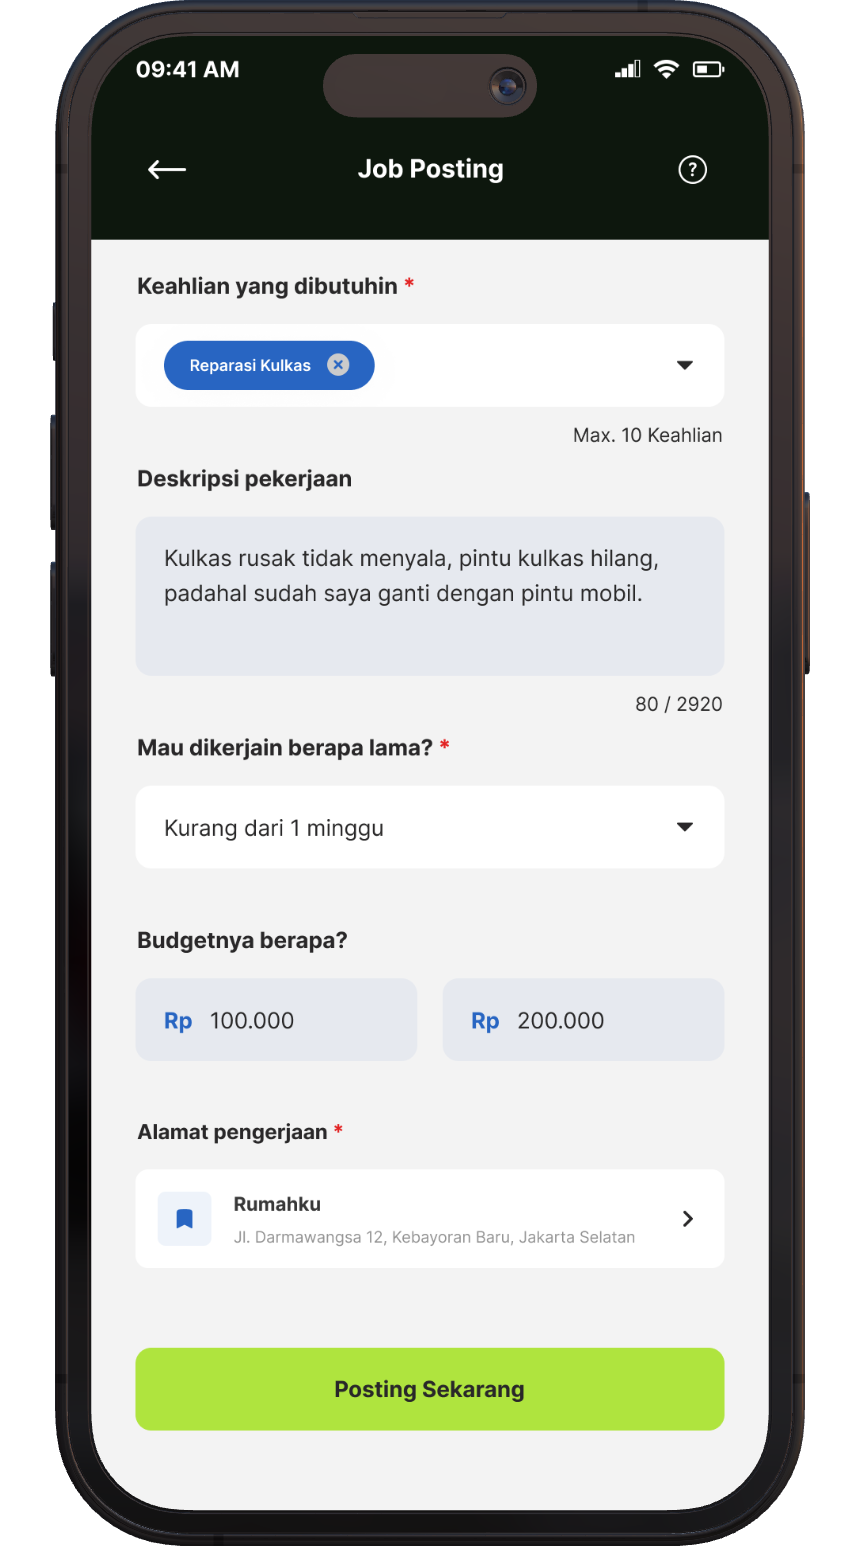 09:41 AM
Job Posting
?
Keahlian yang dibutuhin *
Reparasi Kulkas
Max. 10 Keahlian
Deskripsi pekerjaan
Kulkas rusak tidak menyala, pintu kulkas hilang,
padahal sudah saya ganti dengan pintu mobil.
80 / 2920
Mau dikerjain berapa lama? *
Kurang dari 1 minggu
Budgetnya berapa?
Rp 100.000 Rp 200.000
Alamat pengerjaan *
Rumahku
Jl. Darmawangsa 12, Kebayoran Baru, Jakarta Selatan
Posting Sekarang